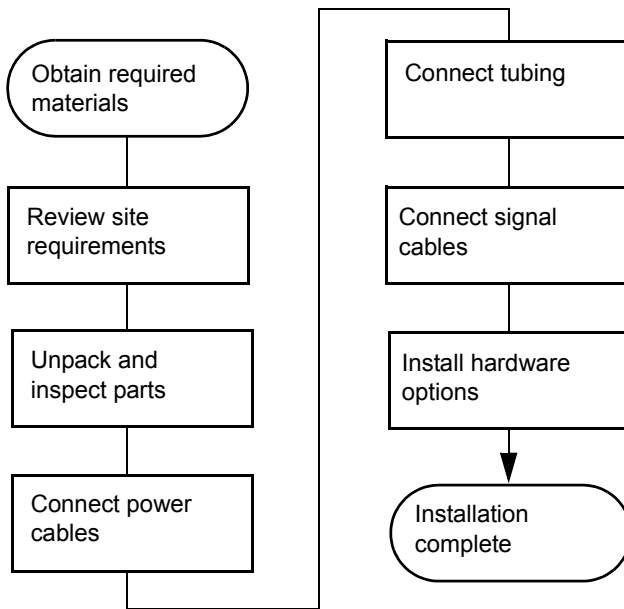 Obtain required
materials
Review site
requirements
Unpack and
inspect parts
Connect power
cables
Connect tubing
Connect signal
cables
Install hardware
options
Installation
complete